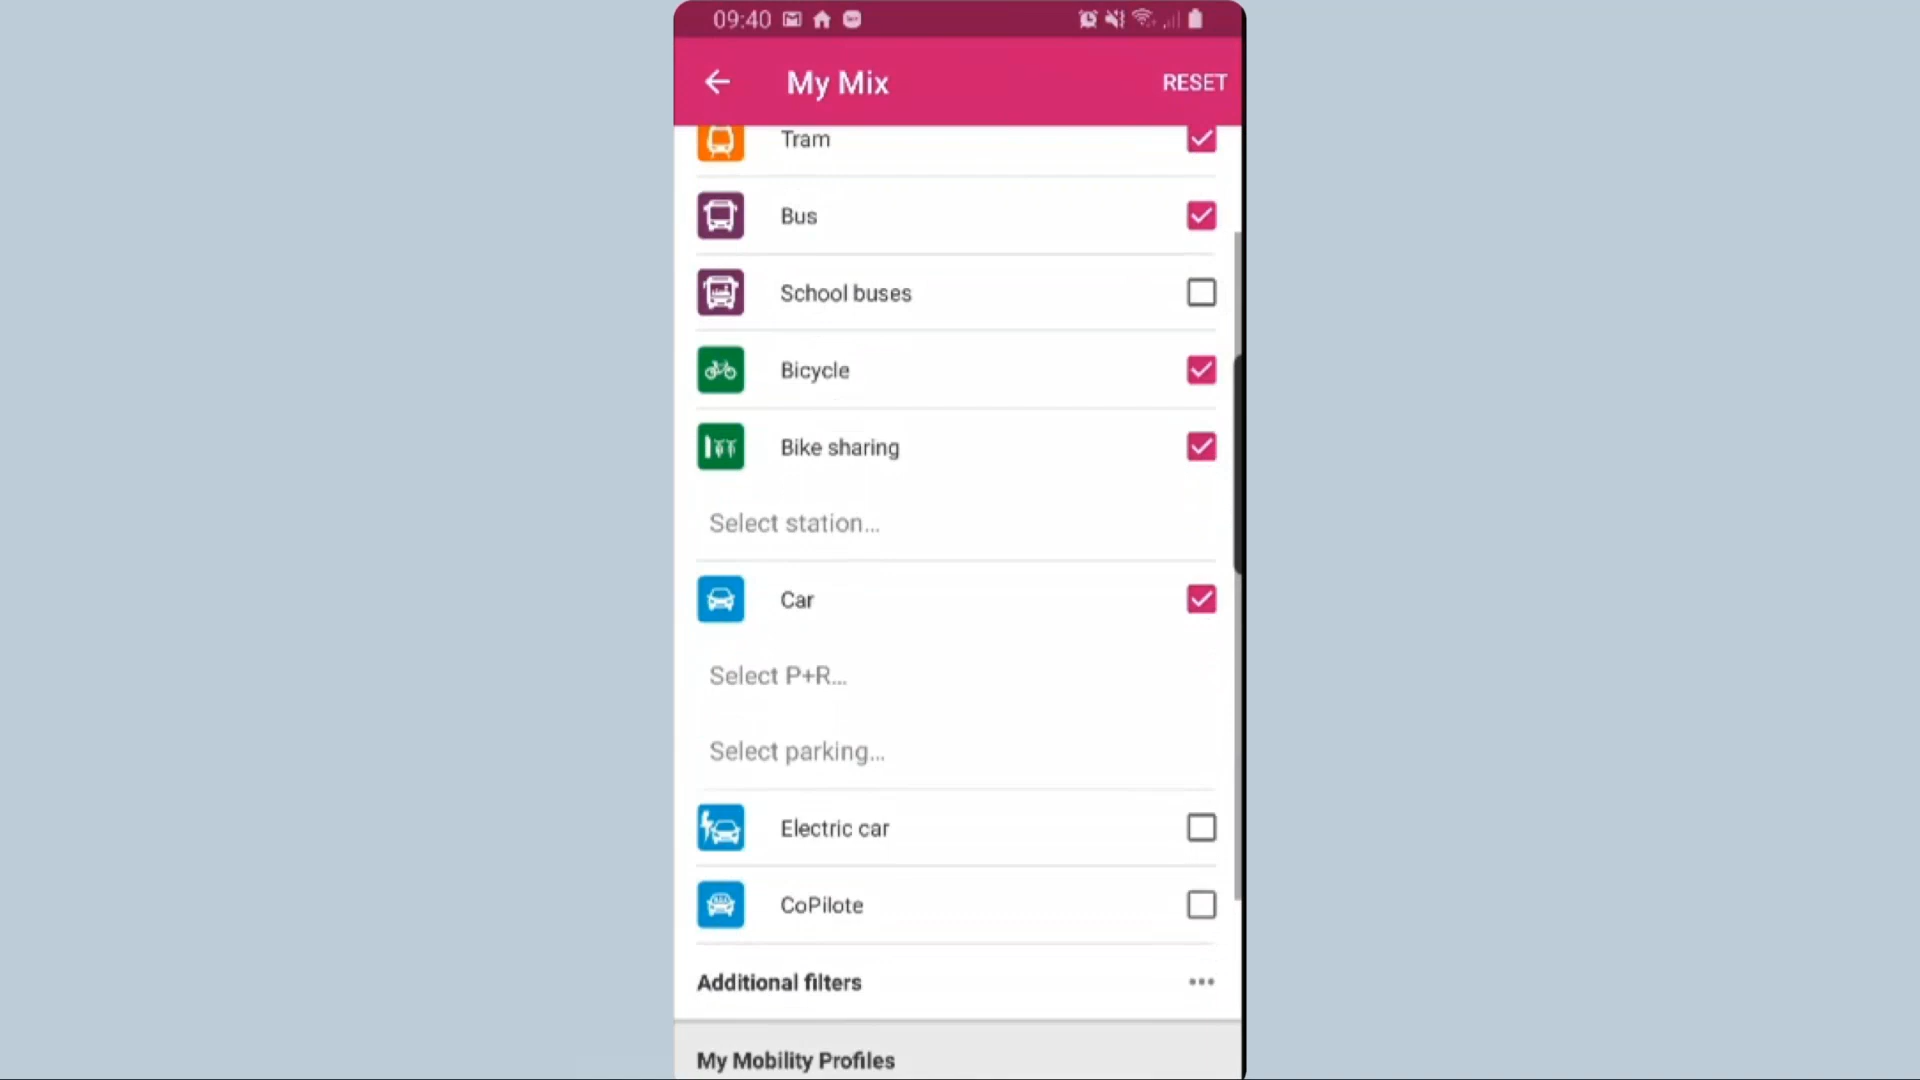 09:40
My Mix
RESET
Tram
Bus
School buses
Bicycle
Bike sharing
Select station...
Car
Select P+R...
Select parking...
Electric car
CoPilote
Additional filters
My Mobility Profiles